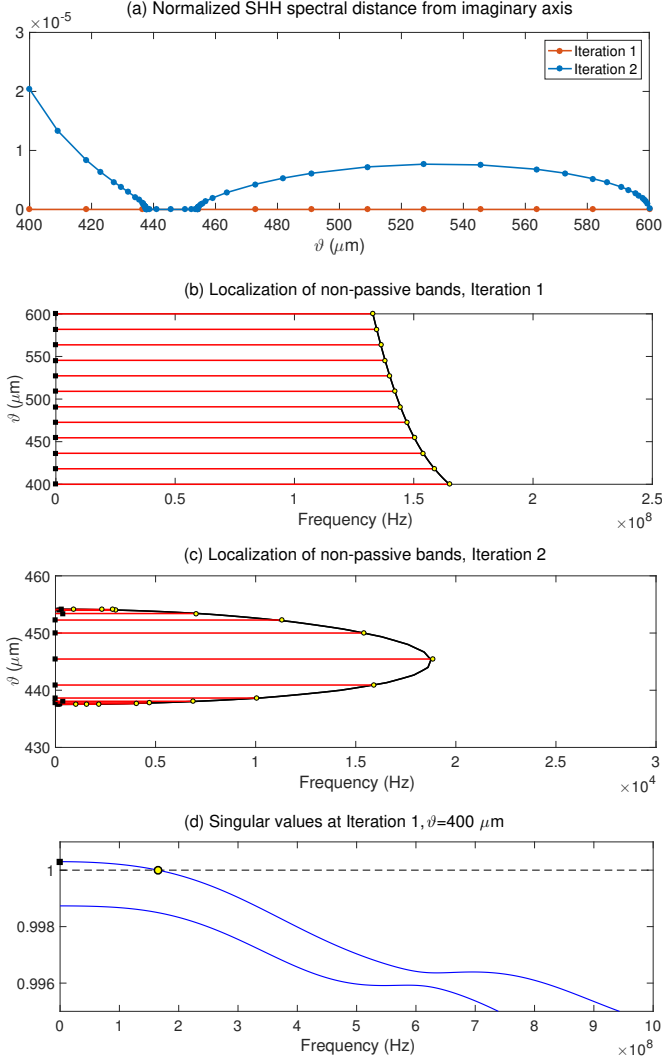 (a) Normalized SHH spectral distance from imaginary axis
×10⁻⁵
3
2
1
0
Iteration 1
Iteration 2
400 420 440 460 480 500 520 540 560 580 600
ϑ (μm)
(b) Localization of non-passive bands, Iteration 1
600
550
500
450
400
ϑ (μm)
0 0.5 1 1.5 2 2.5
Frequency (Hz)
×10⁸
(c) Localization of non-passive bands, Iteration 2
460
450
440
430
ϑ (μm)
0 0.5 1 1.5 2 2.5 3
Frequency (Hz)
×10⁴
(d) Singular values at Iteration 1, ϑ=400 μm
1
0.998
0.996
0 1 2 3 4 5 6 7 8 9 10
Frequency (Hz)
×10⁸